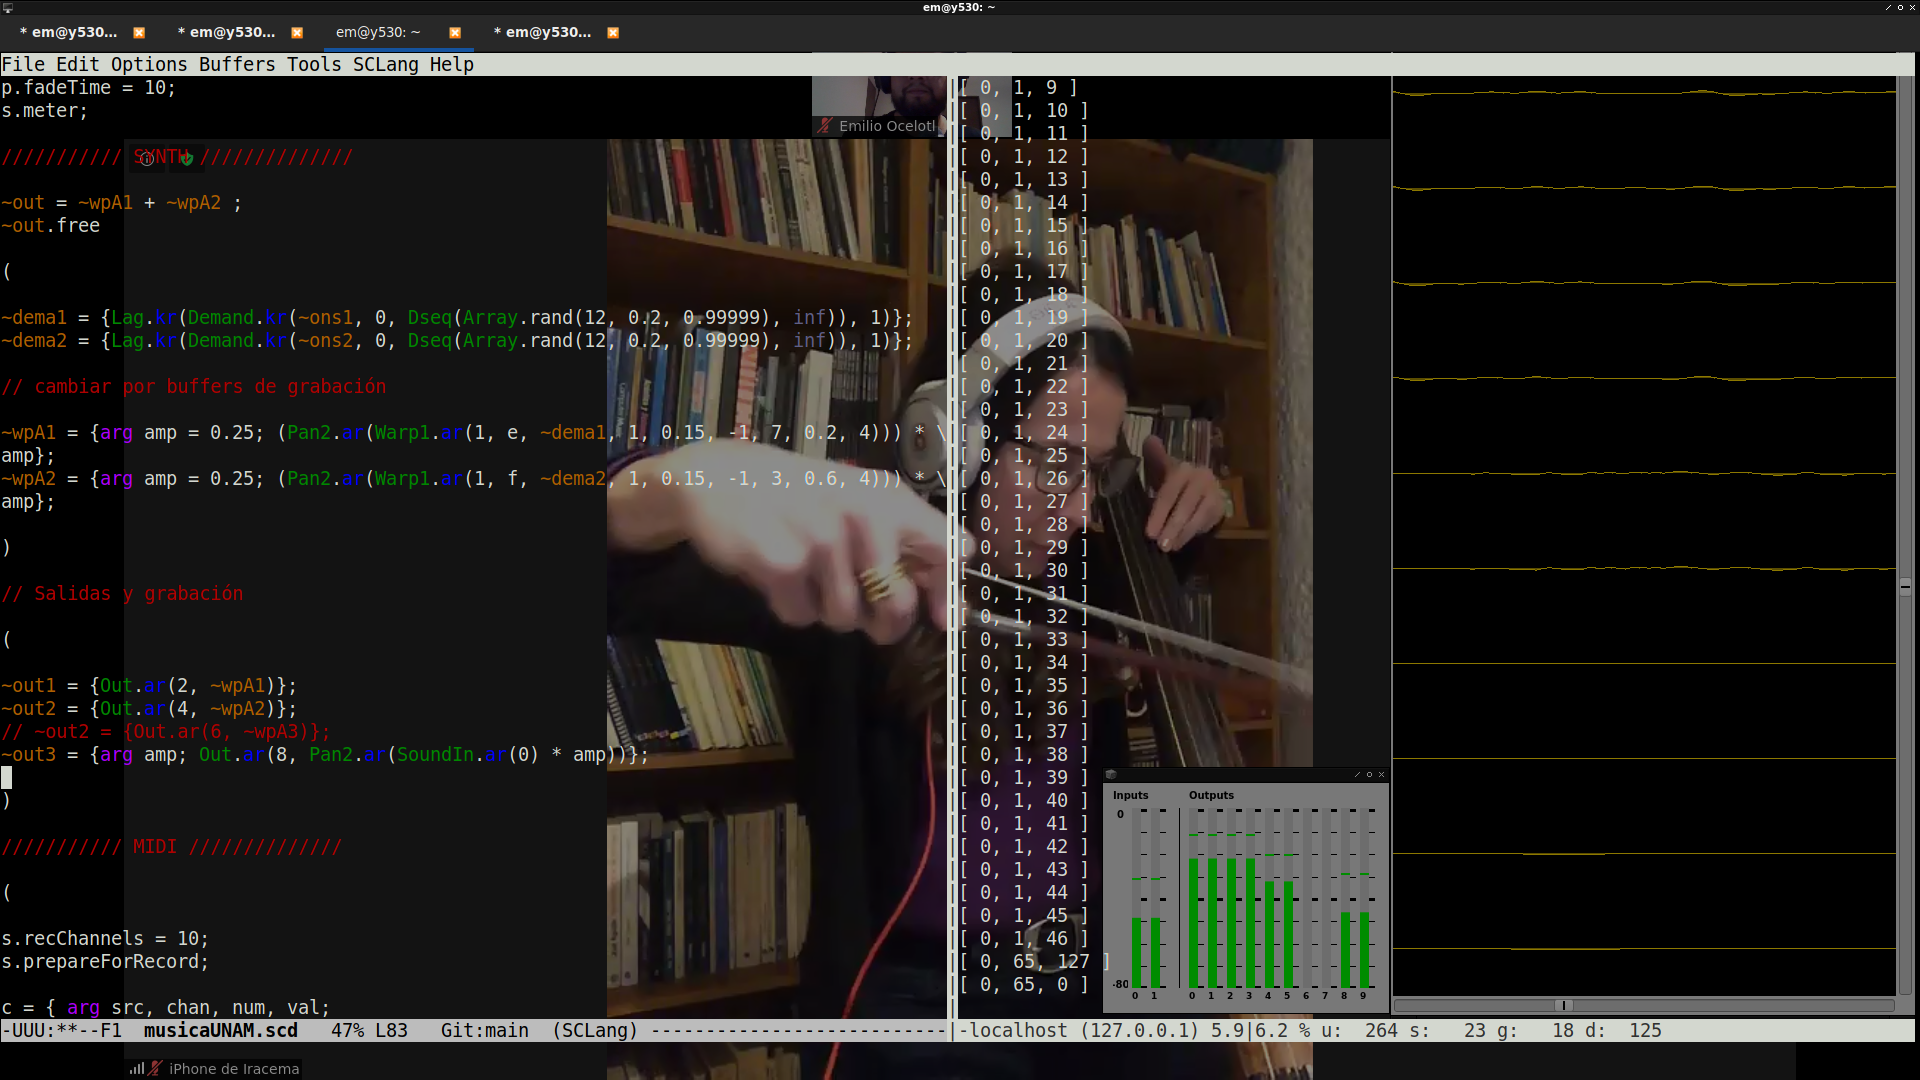 em@y530: ~
* em@y530...
* em@y530...
em@y530: ~
* em@y530...
File Edit Options Buffers Tools SCLang Help
p.fadeTime = 10;
s.meter;
/////////// SYNTH //////////////
~out = ~wpA1 + ~wpA2 ;
~out.free
(
~dema1 = {Lag.kr(Demand.kr(~ons1, 0, Dseq(Array.rand(12, 0.2, 0.99999), inf)), 1)};
~dema2 = {Lag.kr(Demand.kr(~ons2, 0, Dseq(Array.rand(12, 0.2, 0.99999), inf)), 1)};
// cambiar por buffers de grabación
~wpA1 = {arg amp = 0.25; (Pan2.ar(Warp1.ar(1, e, ~dema1, 1, 0.15, -1, 7, 0.2, 4))) * \
amp};
~wpA2 = {arg amp = 0.25; (Pan2.ar(Warp1.ar(1, f, ~dema2, 1, 0.15, -1, 3, 0.6, 4))) * \
amp};
)
// Salidas y grabación
(
~out1 = {Out.ar(2, ~wpA1)};
~out2 = {Out.ar(4, ~wpA2)};
// ~out2 = {Out.ar(6, ~wpA3)};
~out3 = {arg amp; Out.ar(8, Pan2.ar(SoundIn.ar(0) * amp))};
)
/////////// MIDI //////////////
(
s.recChannels = 10;
s.prepareForRecord;
c = { arg src, chan, num, val;
-UUU:**--F1  musicaUNAM.scd   47% L83   Git:main  (SCLang) ---------------------------
Emilio Ocelotl
[ 0, 1, 9 ]
[ 0, 1, 10 ]
[ 0, 1, 11 ]
[ 0, 1, 12 ]
[ 0, 1, 13 ]
[ 0, 1, 14 ]
[ 0, 1, 15 ]
[ 0, 1, 16 ]
[ 0, 1, 17 ]
[ 0, 1, 18 ]
[ 0, 1, 19 ]
[ 0, 1, 20 ]
[ 0, 1, 21 ]
[ 0, 1, 22 ]
[ 0, 1, 23 ]
[ 0, 1, 24 ]
[ 0, 1, 25 ]
[ 0, 1, 26 ]
[ 0, 1, 27 ]
[ 0, 1, 28 ]
[ 0, 1, 29 ]
[ 0, 1, 30 ]
[ 0, 1, 31 ]
[ 0, 1, 32 ]
[ 0, 1, 33 ]
[ 0, 1, 34 ]
[ 0, 1, 35 ]
[ 0, 1, 36 ]
[ 0, 1, 37 ]
[ 0, 1, 38 ]
[ 0, 1, 39 ]
[ 0, 1, 40 ]
[ 0, 1, 41 ]
[ 0, 1, 42 ]
[ 0, 1, 43 ]
[ 0, 1, 44 ]
[ 0, 1, 45 ]
[ 0, 1, 46 ]
[ 0, 65, 127 ]
[ 0, 65, 0 ]
Inputs Outputs
0
-80
0 1 0 1 2 3 4 5 6 7 8 9
-localhost (127.0.0.1) 5.9|6.2 % u:  264 s:   23 g:   18 d:  125
iPhone de Iracema